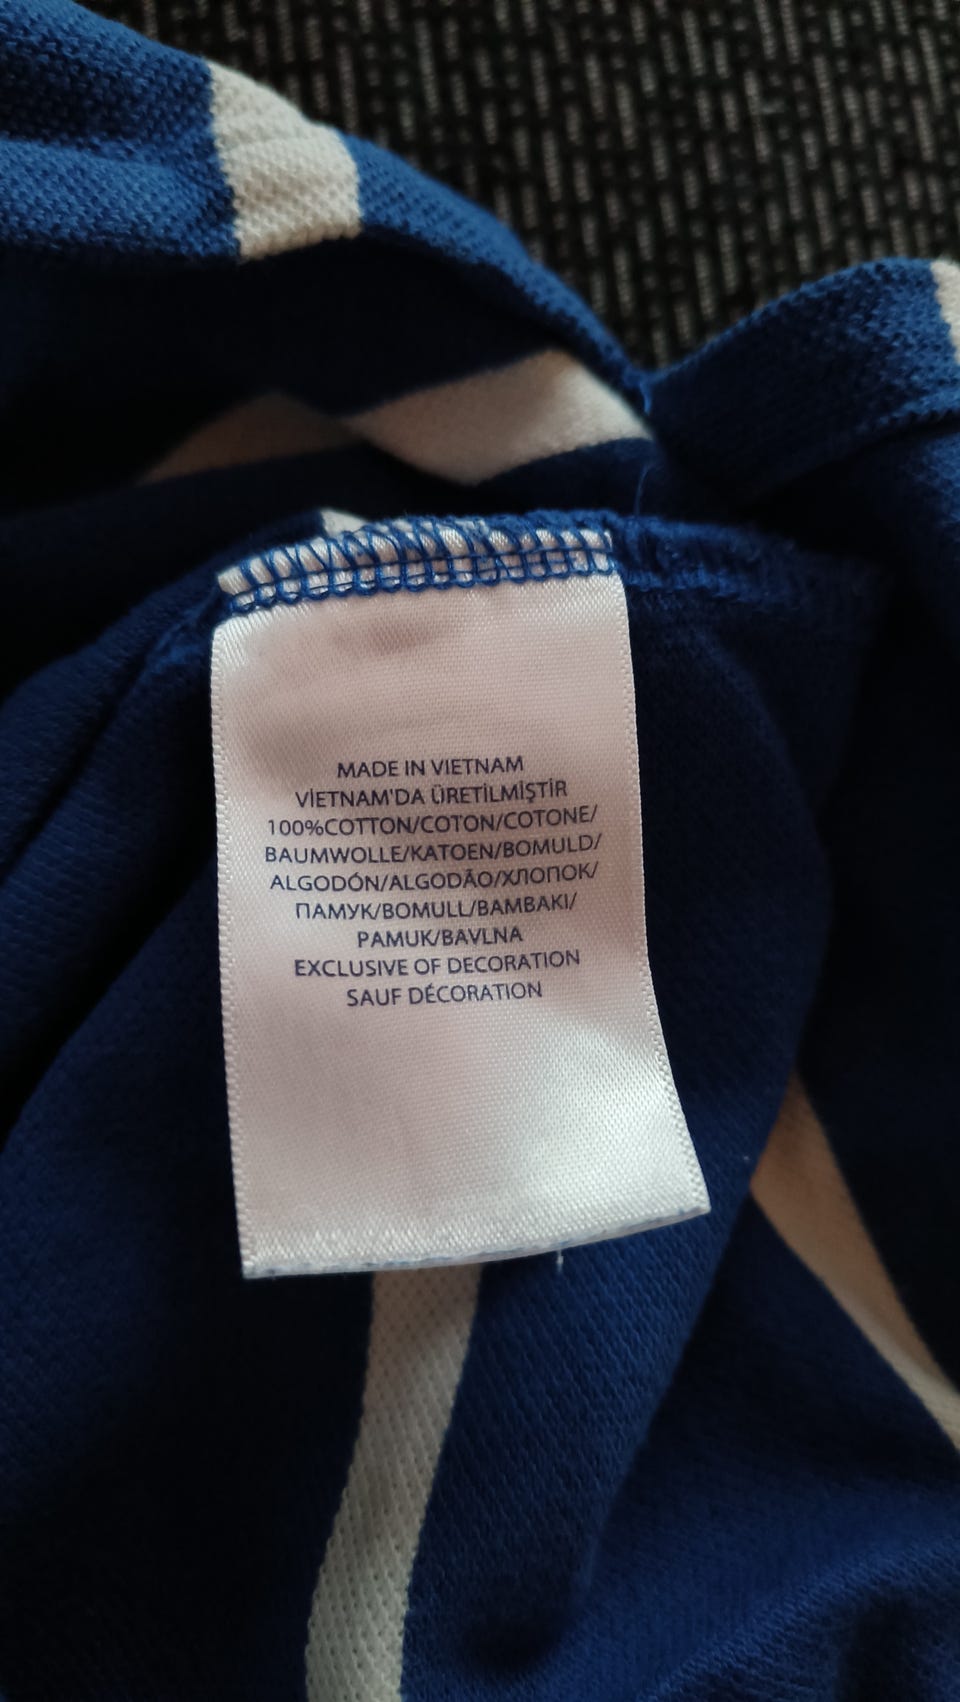 MADE IN VIETNAM
VİETNAM'DA ÜRETİLMİŞTİR
100%COTTON/COTON/COTONE/
BAUMWOLLE/KATOEN/BOMULD/
ALGODÓN/ALGODÃO/ХЛОПОК/
ПАМУК/BOMULL/BAMBAKI/
PAMUK/BAVLNA
EXCLUSIVE OF DECORATION
SAUF DÉCORATION